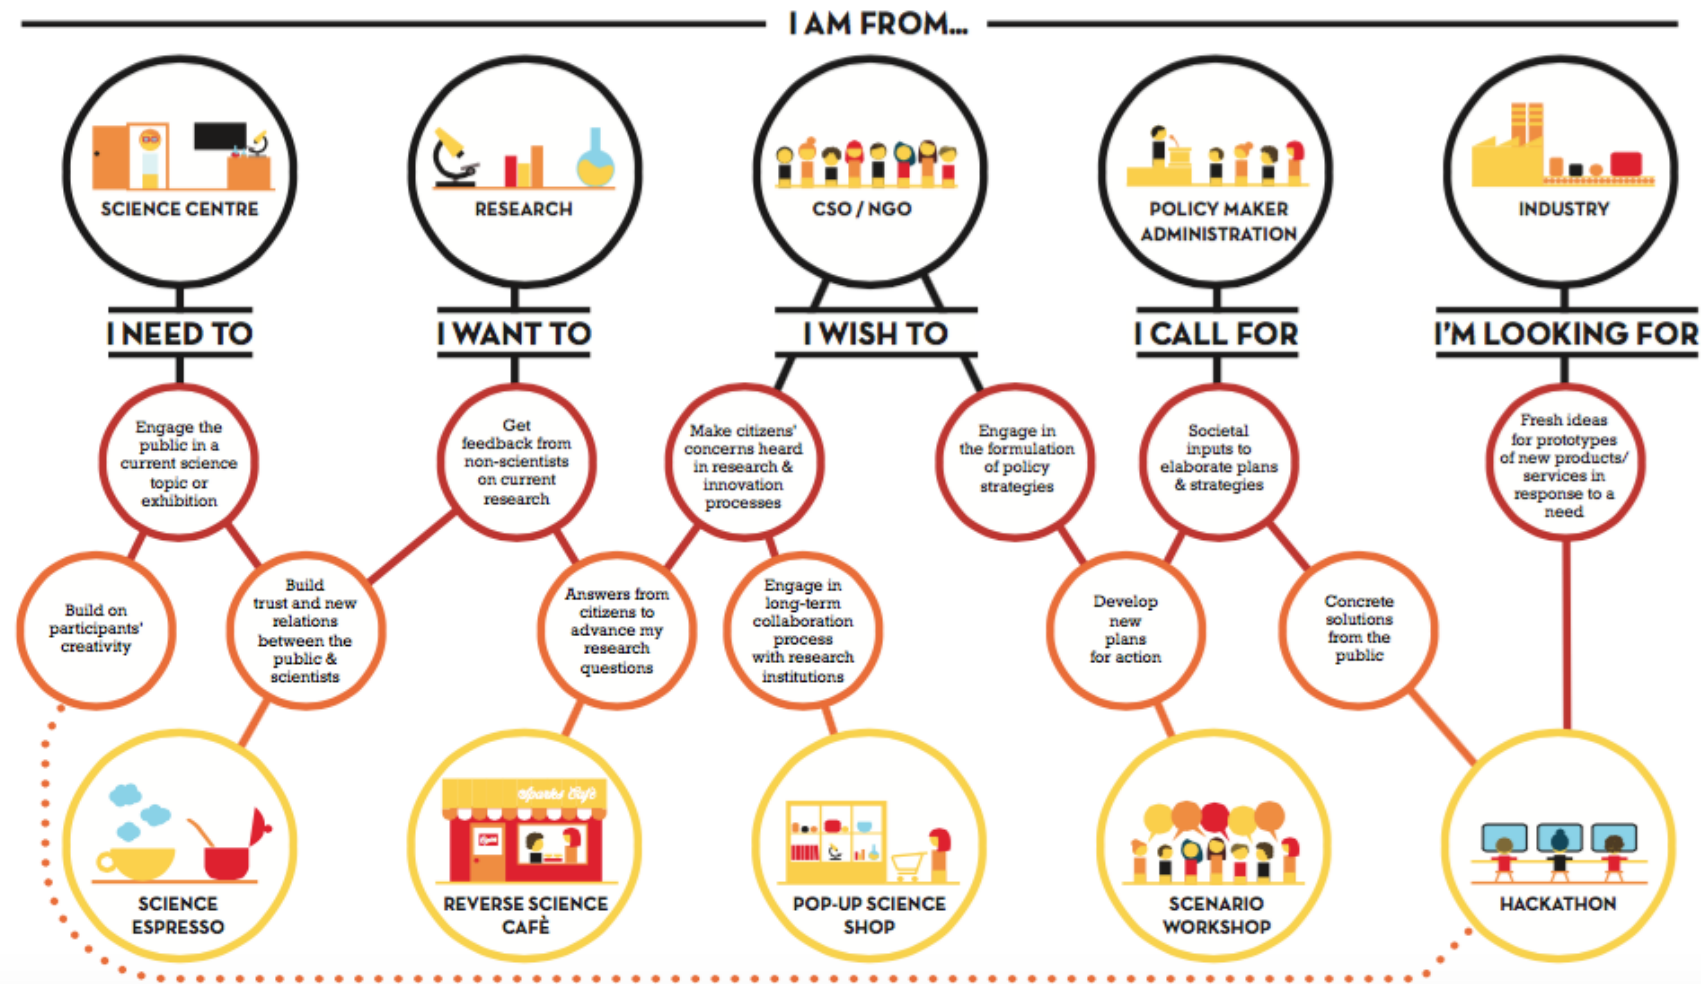 I AM FROM...
SCIENCE CENTRE
RESEARCH
CSO / NGO
POLICY MAKER
ADMINISTRATION
INDUSTRY
I NEED TO
I WANT TO
I WISH TO
I CALL FOR
I'M LOOKING FOR
Engage the
public in a
current science
topic or
exhibition
Get
feedback from
non-scientists
on current
research
Make citizens'
concerns heard
in research &
innovation
processes
Engage in
the formulation
of policy
strategies
Societal
inputs to
elaborate plans
& strategies
Fresh ideas
for prototypes
of new products/
services in
response to a
need
Build on
participants'
creativity
Build
trust and new
relations
between the
public &
scientists
Answers from
citizens to
advance my
research
questions
Engage in
long-term
collaboration
process
with research
institutions
Develop
new
plans
for action
Concrete
solutions
from the
public
SCIENCE
ESPRESSO
Sparks Café
REVERSE SCIENCE
CAFÈ
POP-UP SCIENCE
SHOP
SCENARIO
WORKSHOP
HACKATHON